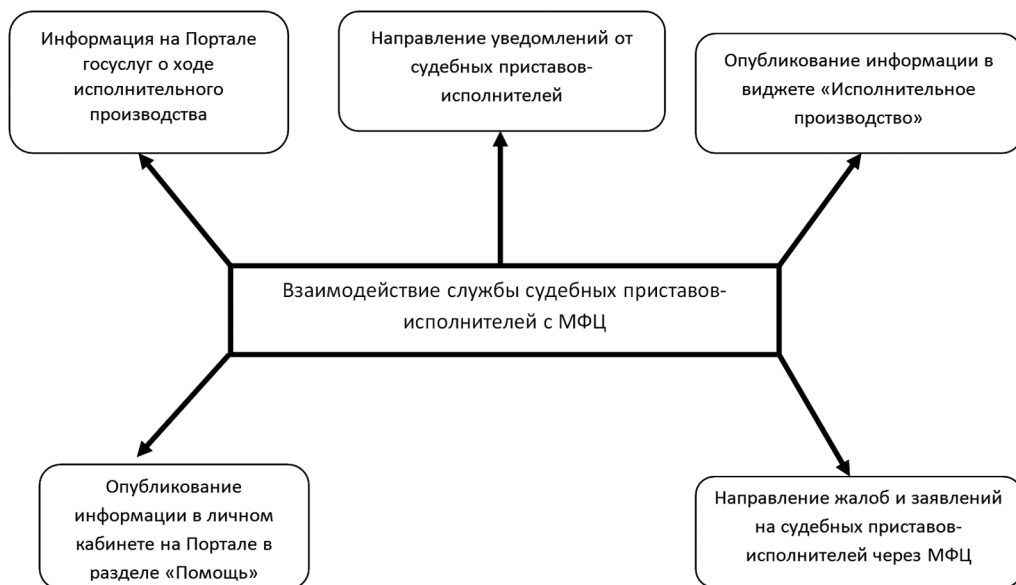 Информация на Портале
госуслуг о ходе
исполнительного
производства
Направление уведомлений от
судебных приставов-
исполнителей
Опубликование информации в
виджете «Исполнительное
производство»
Взаимодействие службы судебных приставов-
исполнителей с МФЦ
Опубликование
информации в личном
кабинете на Портале в
разделе «Помощь»
Направление жалоб и заявлений
на судебных приставов-
исполнителей через МФЦ